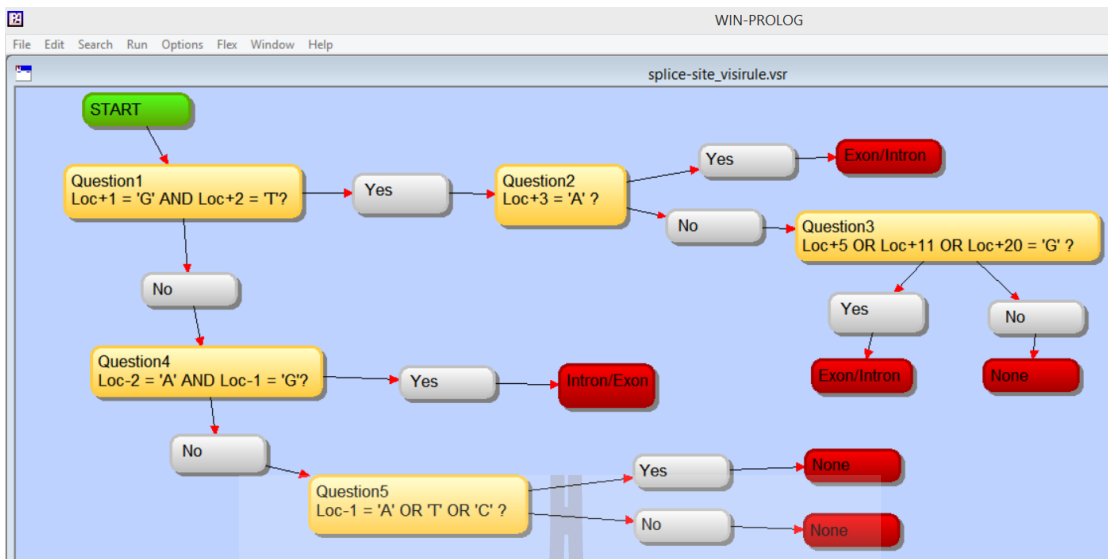 WIN-PROLOG
File Edit Search Run Options Flex Window Help
splice-site_visirule.vsr
START
Question1
Loc+1 = 'G' AND Loc+2 = 'T'?
Yes
Question2
Loc+3 = 'A' ?
Yes
Exon/Intron
No
Question3
Loc+5 OR Loc+11 OR Loc+20 = 'G' ?
Yes
Exon/Intron
No
None
No
Question4
Loc-2 = 'A' AND Loc-1 = 'G'?
Yes
Intron/Exon
No
Question5
Loc-1 = 'A' OR 'T' OR 'C' ?
Yes
None
No
None